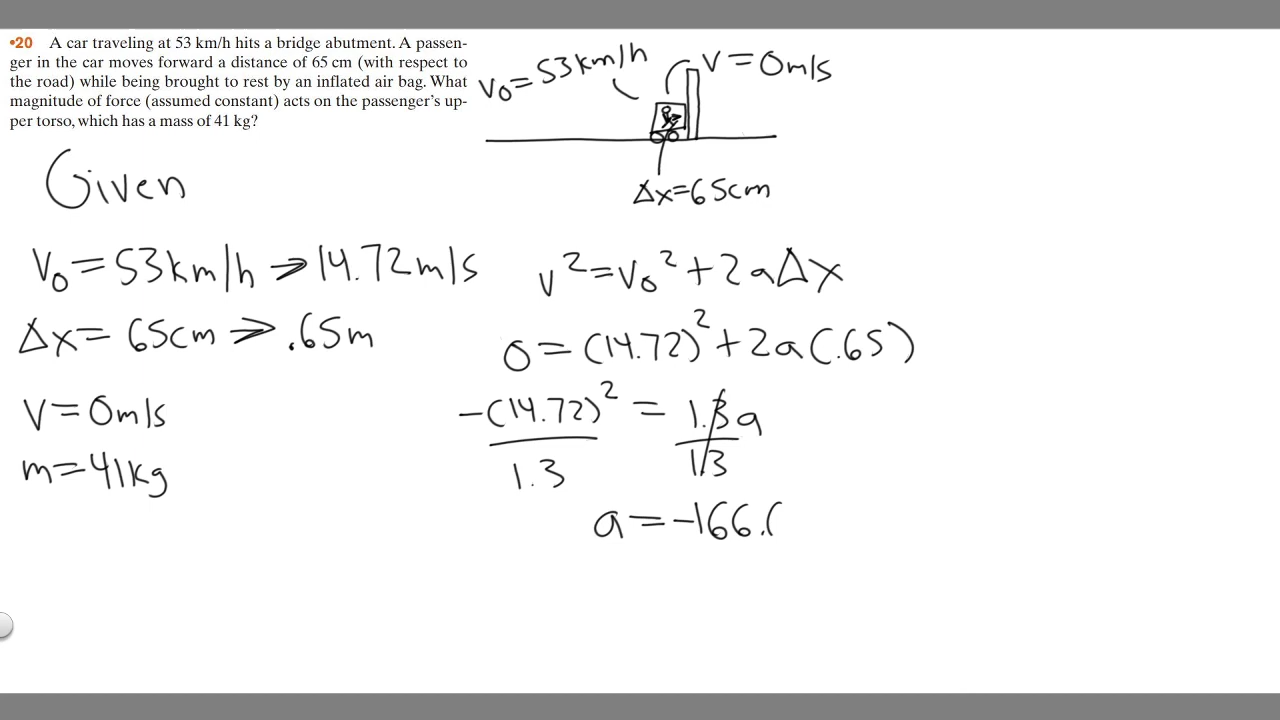 •20 A car traveling at 53 km/h hits a bridge abutment. A passen-
ger in the car moves forward a distance of 65 cm (with respect to
the road) while being brought to rest by an inflated air bag. What
magnitude of force (assumed constant) acts on the passenger's up-
per torso, which has a mass of 41 kg?
V₀=53km/h
V=0m/s
Δx=65cm
Given
V₀=53km/h→14.72m/s
Δx=65cm→.65m
V=0m/s
m=41kg
v²=v₀²+2aΔx
0=(14.72)²+2a(.65)
-(14.72)²=1.3a
1.3 1.3
a=-166.